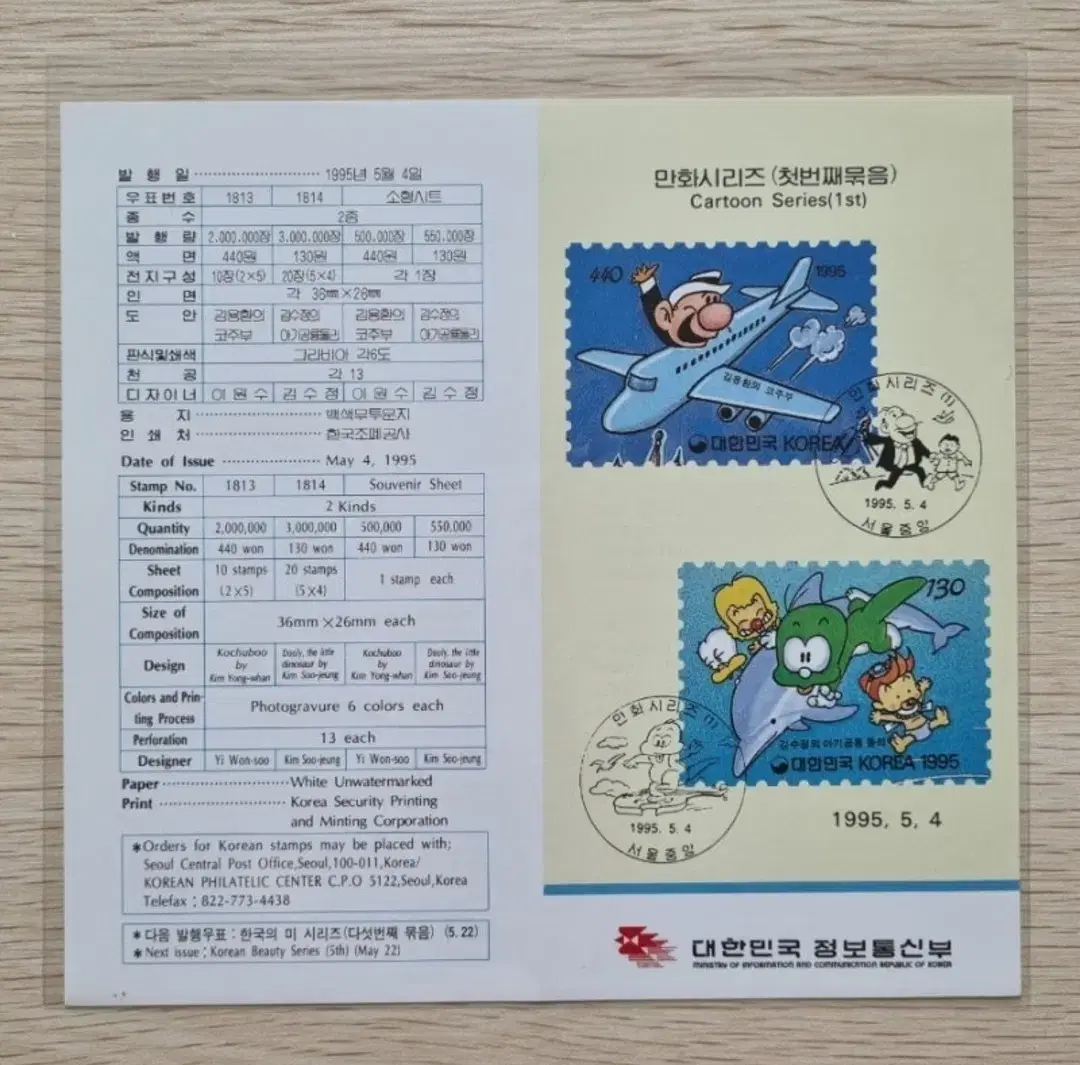 발 행 일 ······················ 1995년 5월 4일
우표번호 1813 1814 소형시트
종 수 2종
발 행 량 2,000,000장 3,000,000장 500,000장 550,000장
액 면 440원 130원 440원 130원
전지구성 10장(2×5) 20장(5×4) 각 1장
인 면 각 36㎜×26㎜
도 안 김용환의 코주부 김수정의 아기공룡둘리 김용환의 코주부 김수정의 아기공룡둘리
판식및쇄색 그라비아 각6도
천 공 각 13
디자이너 이 원 수 김 수 정 이 원 수 김 수 정
용 지 ······················ 백색무투문지
인 쇄 처 ······················ 한국조폐공사
Date of Issue ················ May 4, 1995
Stamp No. 1813 1814 Souvenir Sheet
Kinds 2 Kinds
Quantity 2,000,000 3,000,000 500,000 550,000
Denomination 440 won 130 won 440 won 130 won
Sheet Composition 10 stamps (2×5) 20 stamps (5×4) 1 stamp each
Size of Composition 36mm×26mm each
Design Kochuboo by Kim Yong-whan Dooly, the little dinosaur by Kim Soo-jeung Kochuboo by Kim Yong-whan Dooly, the little dinosaur by Kim Soo-jeung
Colors and Prin-ting Process Photogravure 6 colors each
Perforation 13 each
Designer Yi Won-soo Kim Soo-jeung Yi Won-soo Kim Soo-jeung
Paper ······················ White Unwatermarked
Print ······················ Korea Security Printing
and Minting Corporation
*Orders for Korean stamps may be placed with;
Seoul Central Post Office,Seoul,100-011,Korea/
KOREAN PHILATELIC CENTER C.P.O 5122,Seoul,Korea
Telefax ; 822-773-4438
* 다음 발행우표 : 한국의 미 시리즈(다섯번째 묶음) (5.22)
* Next issue ; Korean Beauty Series (5th) (May 22)
만화시리즈(첫번째묶음)
Cartoon Series(1st)
440 1995
김용환의 코주부
대한민국 KOREA
만화시리즈(1)
1995. 5. 4
서울중앙
130
김수정의 아기공룡 둘리
대한민국 KOREA 1995
만화시리즈(1)
1995. 5. 4
서울중앙
1995, 5, 4
대한민국 정보통신부
MINISTRY OF INFORMATION AND COMMUNICATION REPUBLIC OF KOREA